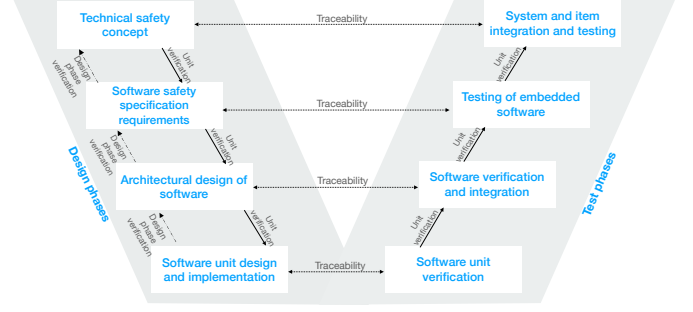 Technical safety
concept
Traceability
System and item
integration and testing
Design
phase
verification
Unit
verification
Unit
verification
Software safety
specification
requirements
Traceability
Testing of embedded
software
Design
phase
verification
Unit
verification
Unit
verification
Architectural design of
software
Traceability
Software verification
and integration
Design phases
Test phases
Design
phase
verification
Unit
verification
Unit
verification
Software unit design
and implementation
Traceability
Software unit
verification